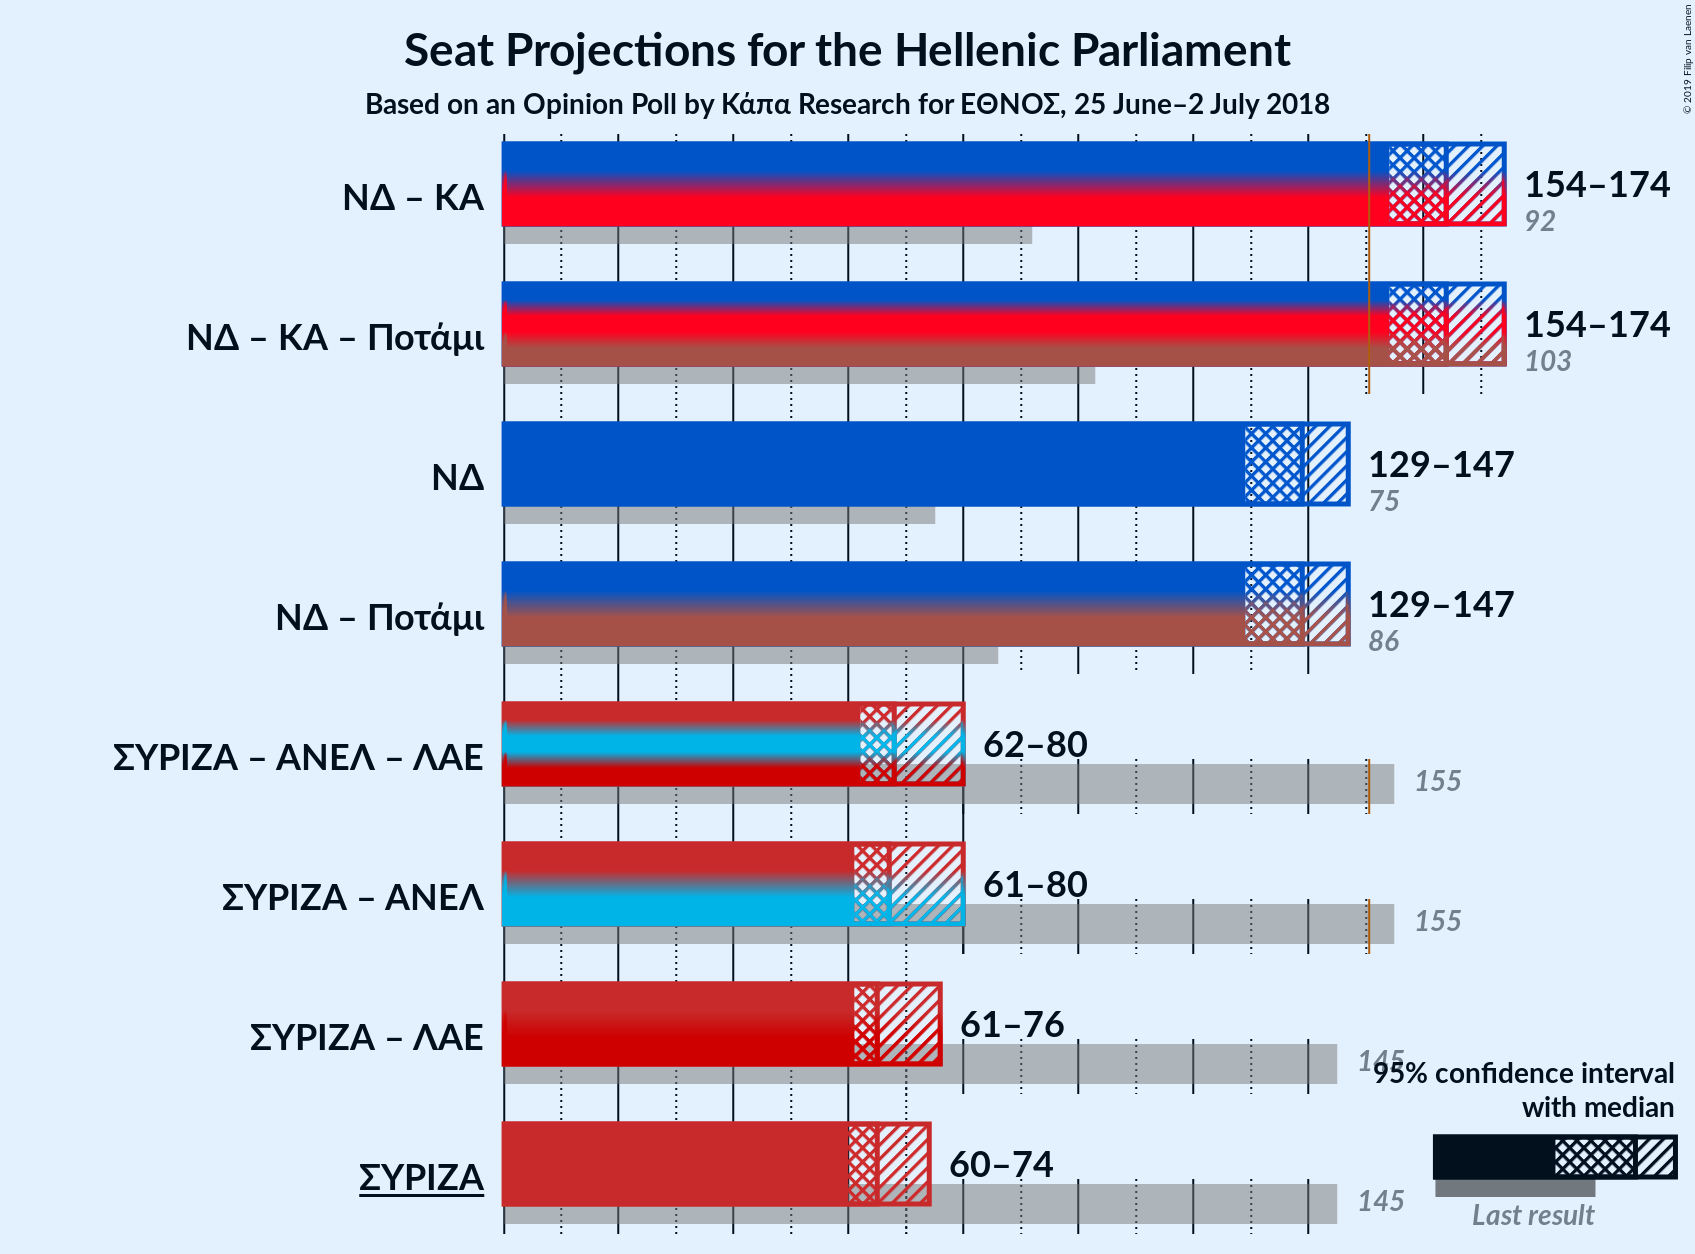 Seat Projections for the Hellenic Parliament
Based on an Opinion Poll by Κάπα Research for ΕΘΝΟΣ, 25 June–2 July 2018
© 2019 Filip van Laenen
ΝΔ – ΚΑ
154–174
92
ΝΔ – ΚΑ – Ποτάμι
154–174
103
ΝΔ
129–147
75
ΝΔ – Ποτάμι
129–147
86
ΣΥΡΙΖΑ – ΑΝΕΛ – ΛΑΕ
62–80
155
ΣΥΡΙΖΑ – ΑΝΕΛ
61–80
155
ΣΥΡΙΖΑ – ΛΑΕ
61–76
145
95% confidence interval
with median
ΣΥΡΙΖΑ
60–74
145
Last result